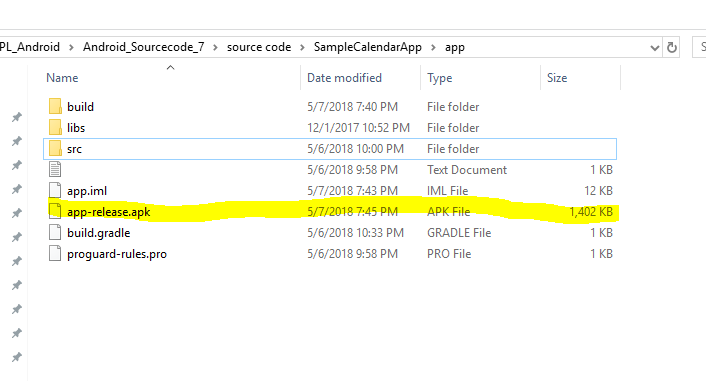 PL_Android > Android_Sourcecode_7 > source code > SampleCalendarApp > app
Name Date modified Type Size
build 5/7/2018 7:40 PM File folder
libs 12/1/2017 10:52 PM File folder
src 5/6/2018 10:00 PM File folder
5/6/2018 9:58 PM Text Document 1 KB
app.iml 5/7/2018 7:43 PM IML File 12 KB
app-release.apk 5/7/2018 7:45 PM APK File 1,402 KB
build.gradle 5/6/2018 10:33 PM GRADLE File 1 KB
proguard-rules.pro 5/6/2018 9:58 PM PRO File 1 KB